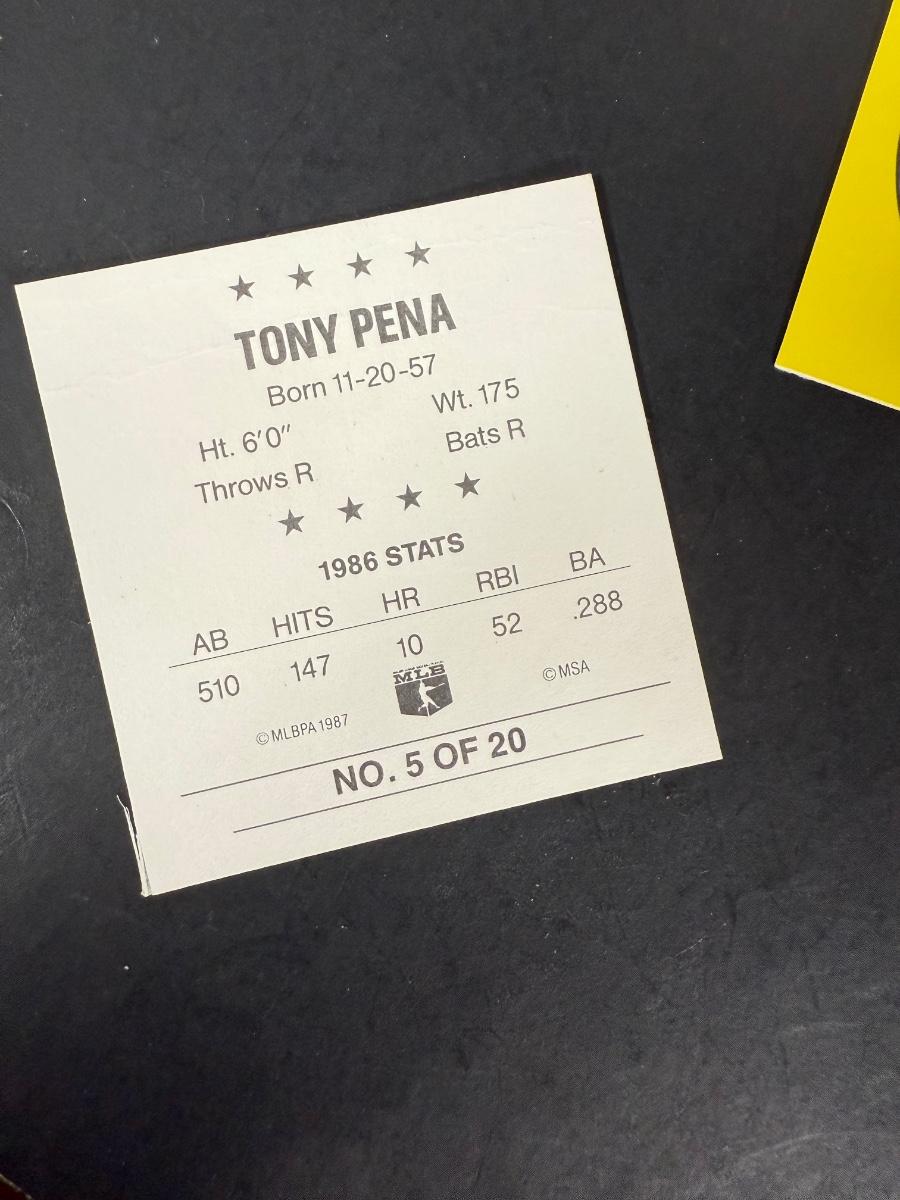 ★ ★ ★ ★
TONY PENA
Born 11-20-57
Ht. 6'0" Wt. 175
Throws R Bats R
★ ★ ★ ★
1986 STATS
AB HITS HR RBI BA
510 147 10 52 .288
©MLBPA 1987 MLB ©MSA
NO. 5 OF 20